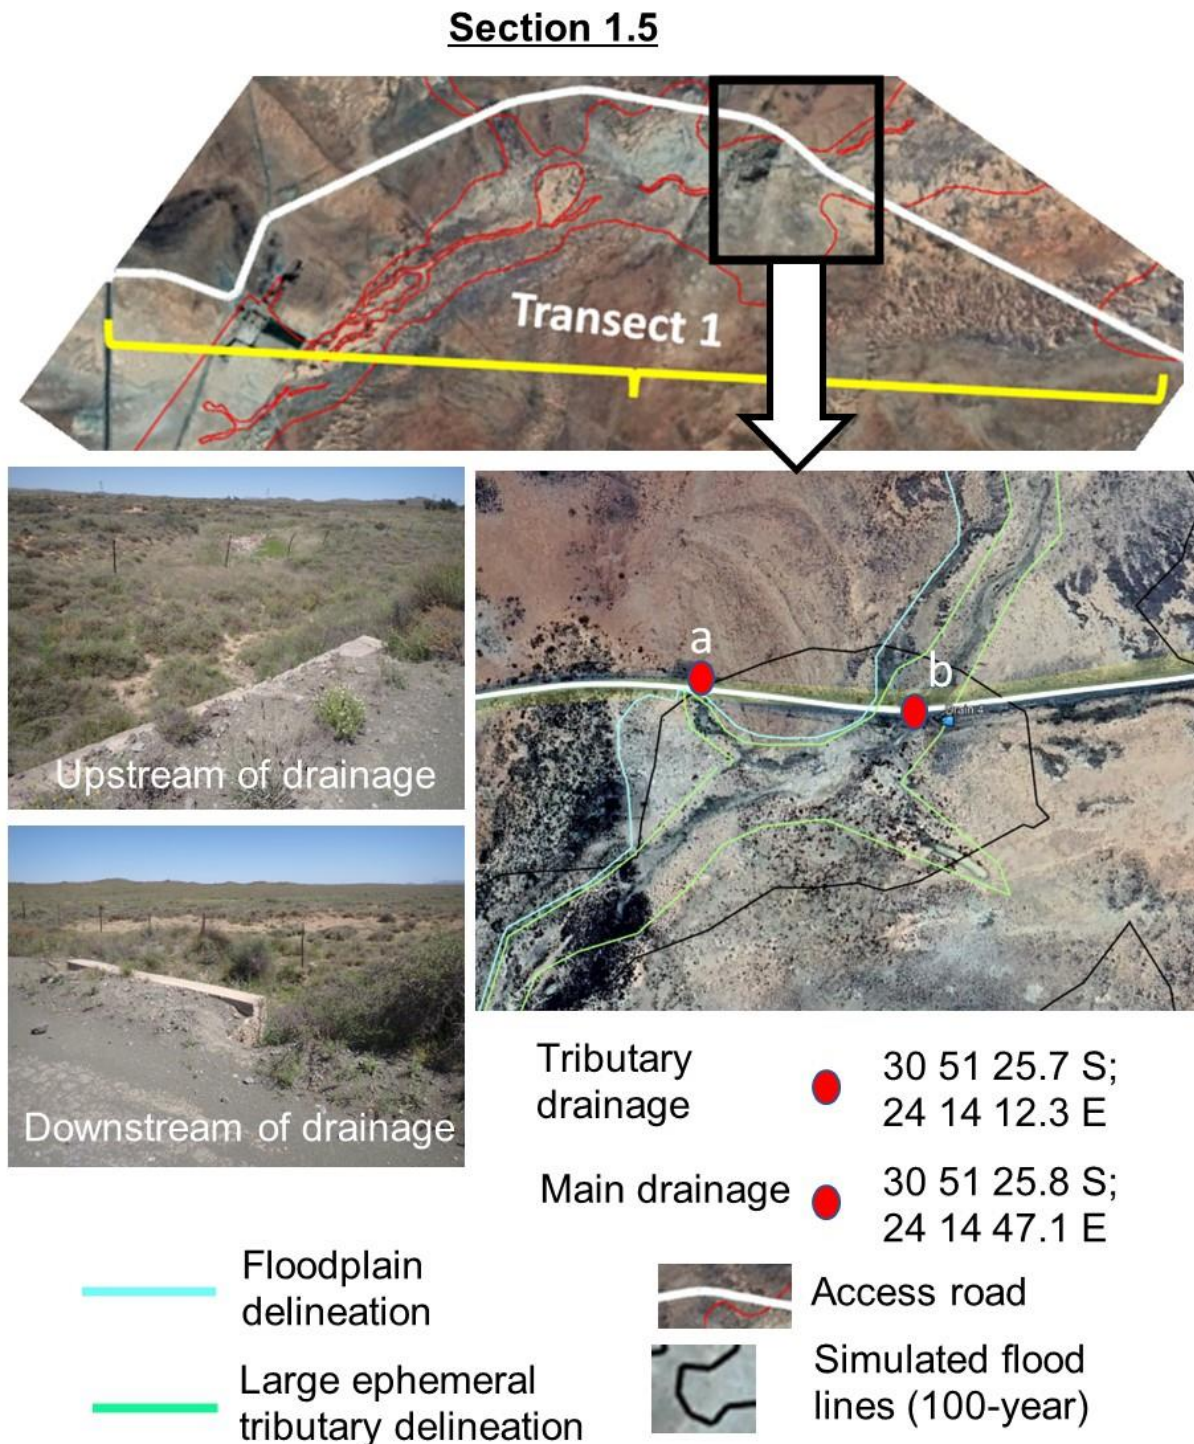 Section 1.5
Transect 1
Upstream of drainage
a
b
Drain 4
Downstream of drainage
Tributary
drainage
30 51 25.7 S;
24 14 12.3 E
Main drainage
30 51 25.8 S;
24 14 47.1 E
Floodplain
delineation
Access road
Large ephemeral
tributary delineation
Simulated flood
lines (100-year)